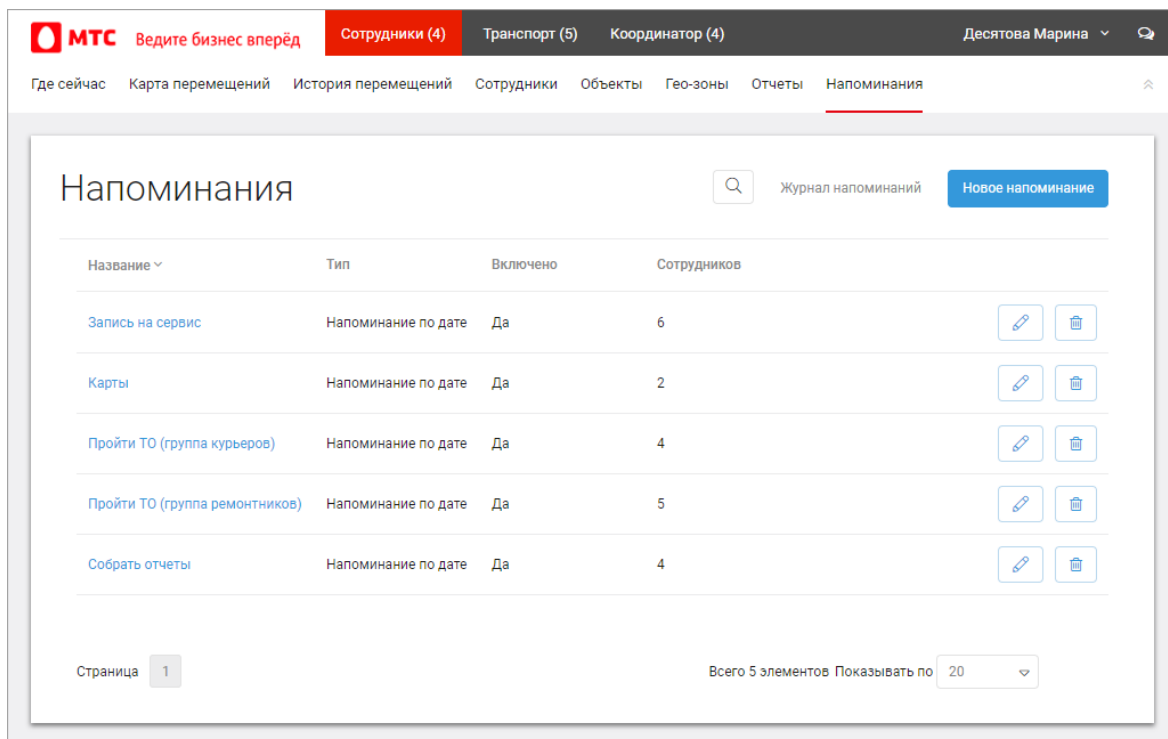 МТС Ведите бизнес вперёд Сотрудники (4) Транспорт (5) Координатор (4) Десятова Марина
Где сейчас Карта перемещений История перемещений Сотрудники Объекты Гео-зоны Отчеты Напоминания
Напоминания Журнал напоминаний Новое напоминание
Название Тип Включено Сотрудников
Запись на сервис Напоминание по дате Да 6
Карты Напоминание по дате Да 2
Пройти ТО (группа курьеров) Напоминание по дате Да 4
Пройти ТО (группа ремонтников) Напоминание по дате Да 5
Собрать отчеты Напоминание по дате Да 4
Страница 1 Всего 5 элементов Показывать по 20